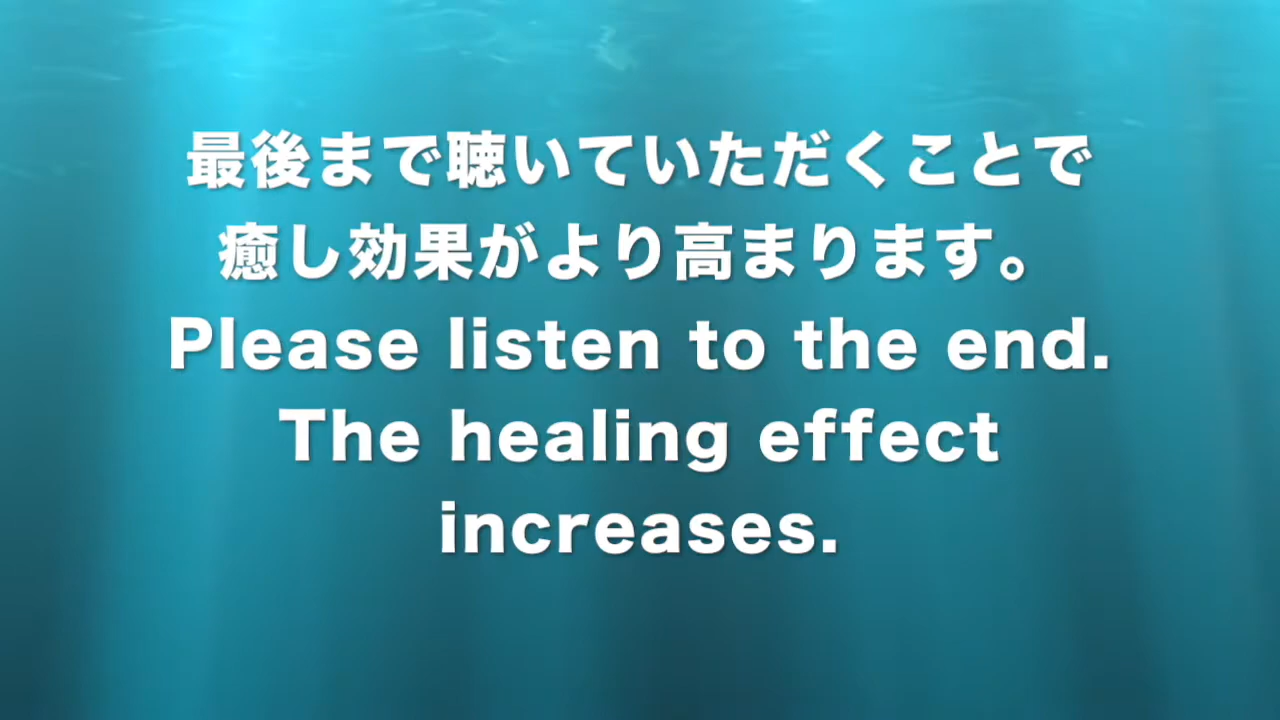 最後まで聴いていただくことで
癒し効果がより高まります。
Please listen to the end.
The healing effect
increases.